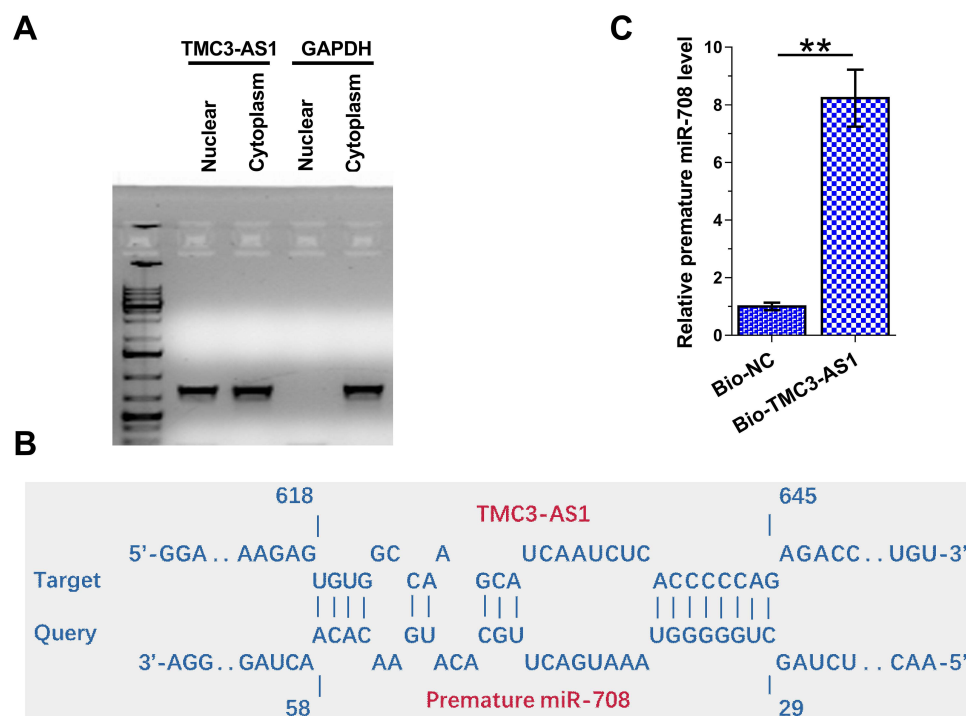 A
TMC3-AS1 GAPDH
Nuclear
Cytoplasm
Nuclear
Cytoplasm
C
**
Relative premature miR-708 level
10
8
6
4
2
0
Bio-NC
Bio-TMC3-AS1
B
618 645
TMC3-AS1
5’-GGA . . AAGAG GC A UCAAUCUC AGACC . . UGU-3’
Target UGUG CA GCA ACCCCCAG
Query ACAC GU CGU UGGGGGUC
3’-AGG . . GAUCA AA ACA UCAGUAAA GAUCU . . CAA-5’
Premature miR-708
58 29